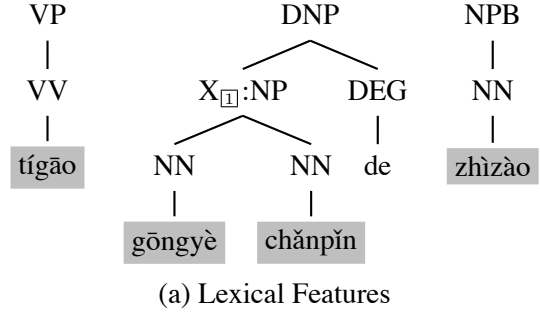 VP DNP NPB
VV X1:NP DEG NN
tígāo NN NN de zhìzào
gōngyè chǎnpǐn
(a) Lexical Features